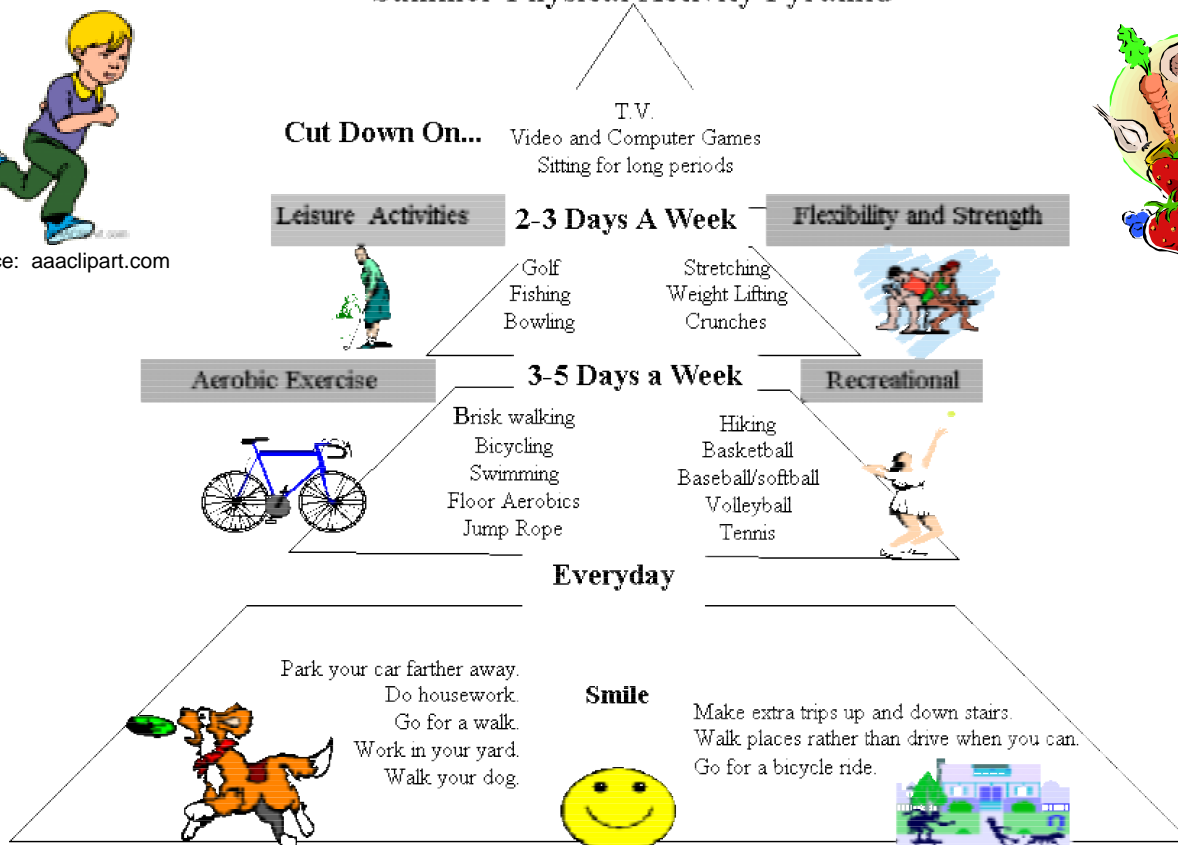 Summer Physical Activity Pyramid
T.V.
Cut Down On...
Video and Computer Games
Sitting for long periods
Leisure Activities
2-3 Days A Week
Flexibility and Strength
ce: aaaclipart.com
Golf
Fishing
Bowling
Stretching
Weight Lifting
Crunches
Aerobic Exercise
3-5 Days a Week
Recreational
Brisk walking
Bicycling
Swimming
Floor Aerobics
Jump Rope
Hiking
Basketball
Baseball/softball
Volleyball
Tennis
Everyday
Park your car farther away.
Do housework.
Go for a walk.
Work in your yard.
Walk your dog.
Smile
Make extra trips up and down stairs.
Walk places rather than drive when you can.
Go for a bicycle ride.